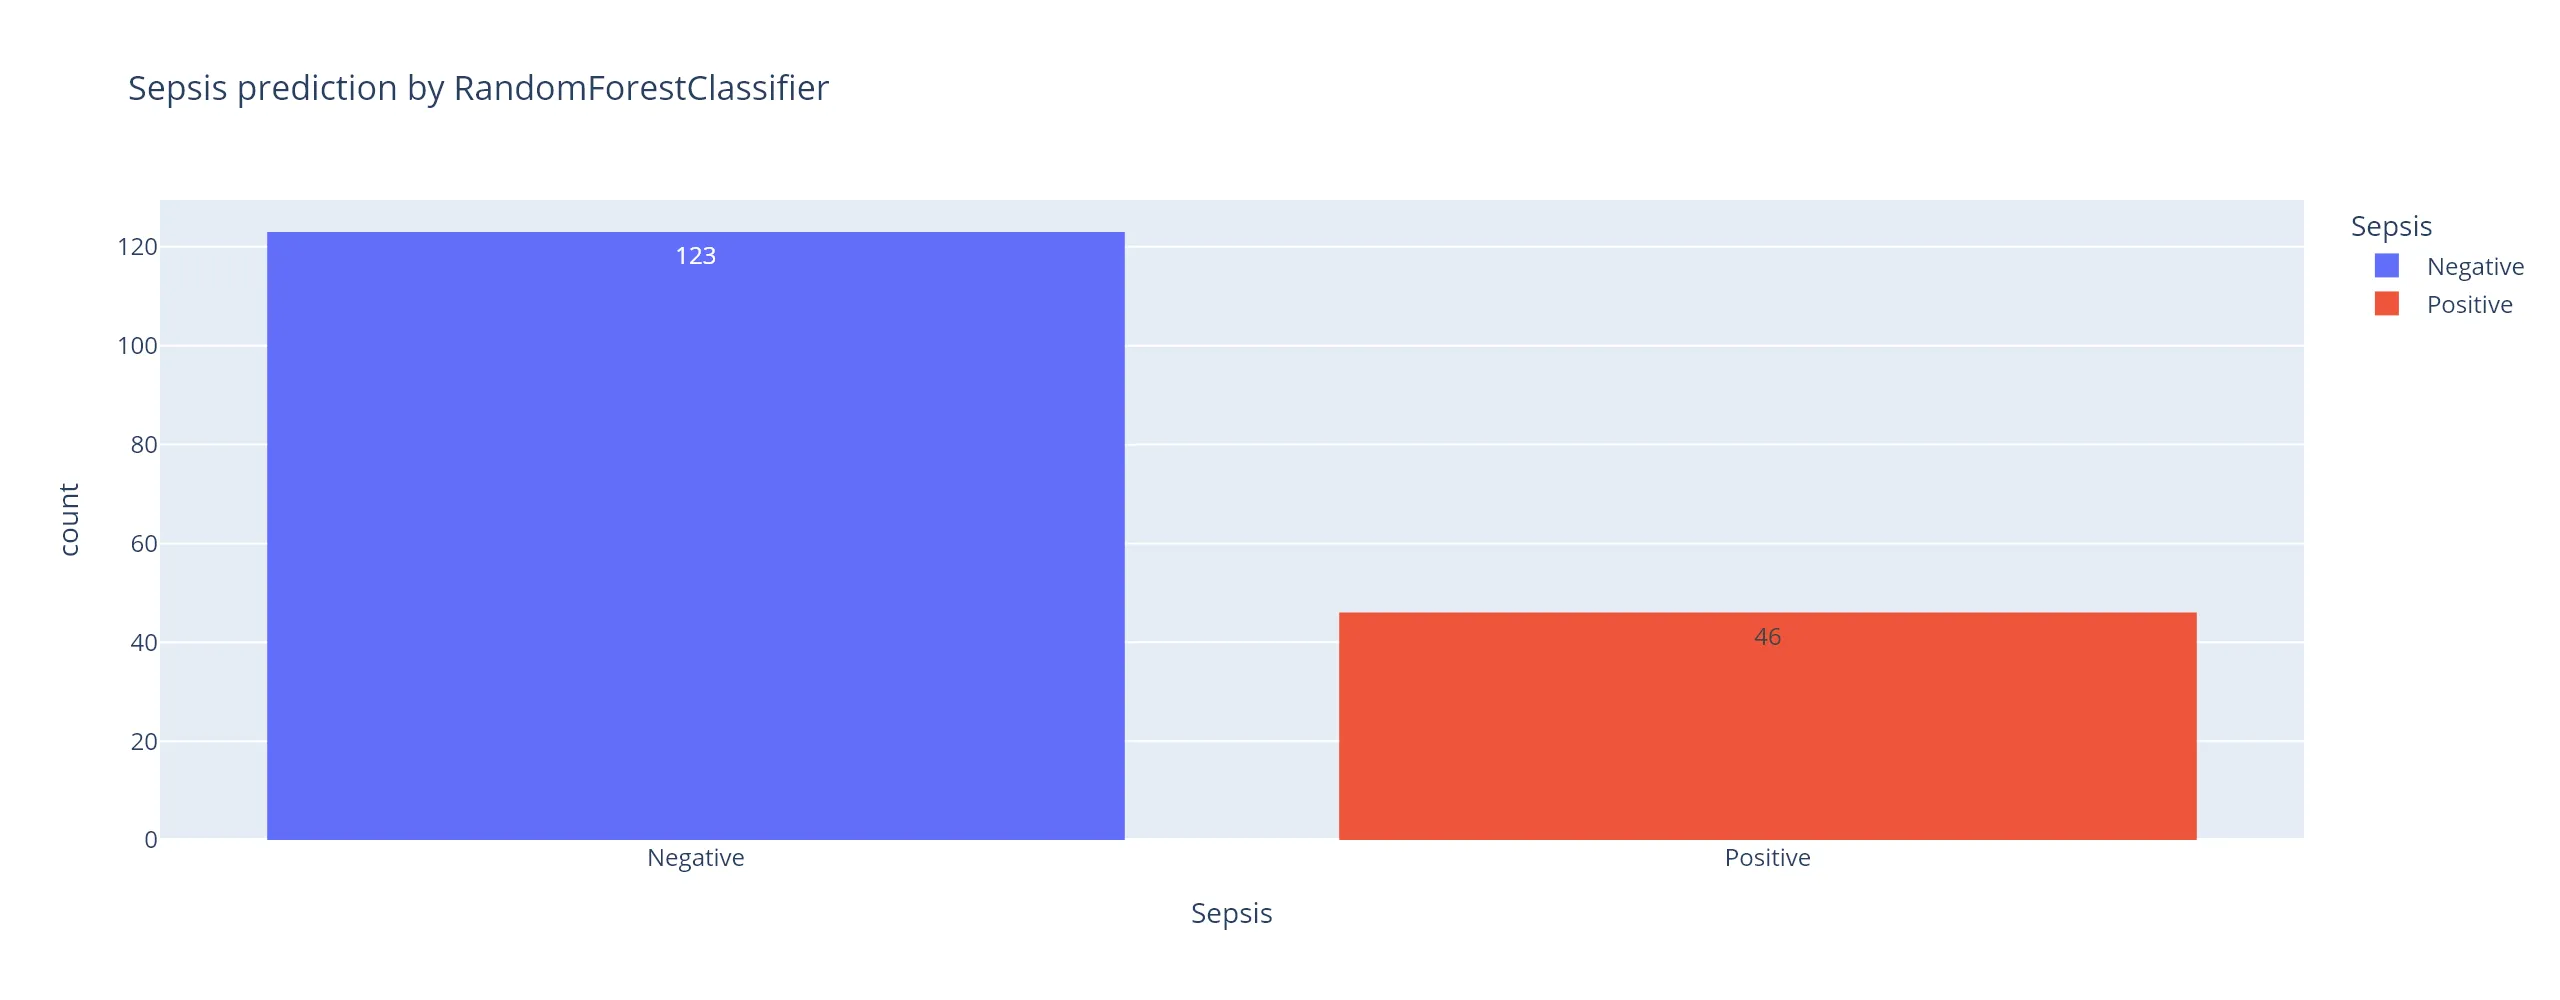 Sepsis prediction by RandomForestClassifier
120
100
80
60
40
20
0
count
123
46
Negative
Positive
Sepsis
Sepsis
Negative
Positive